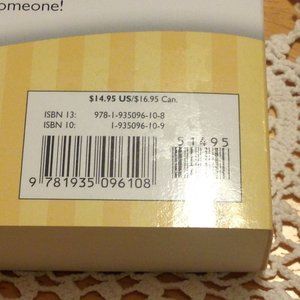 omeone!
$14.95 US/$16.95 Can.
ISBN 13: 978-1-935096-10-8
ISBN 10: 1-935096-10-9
51495
9 781935 096108